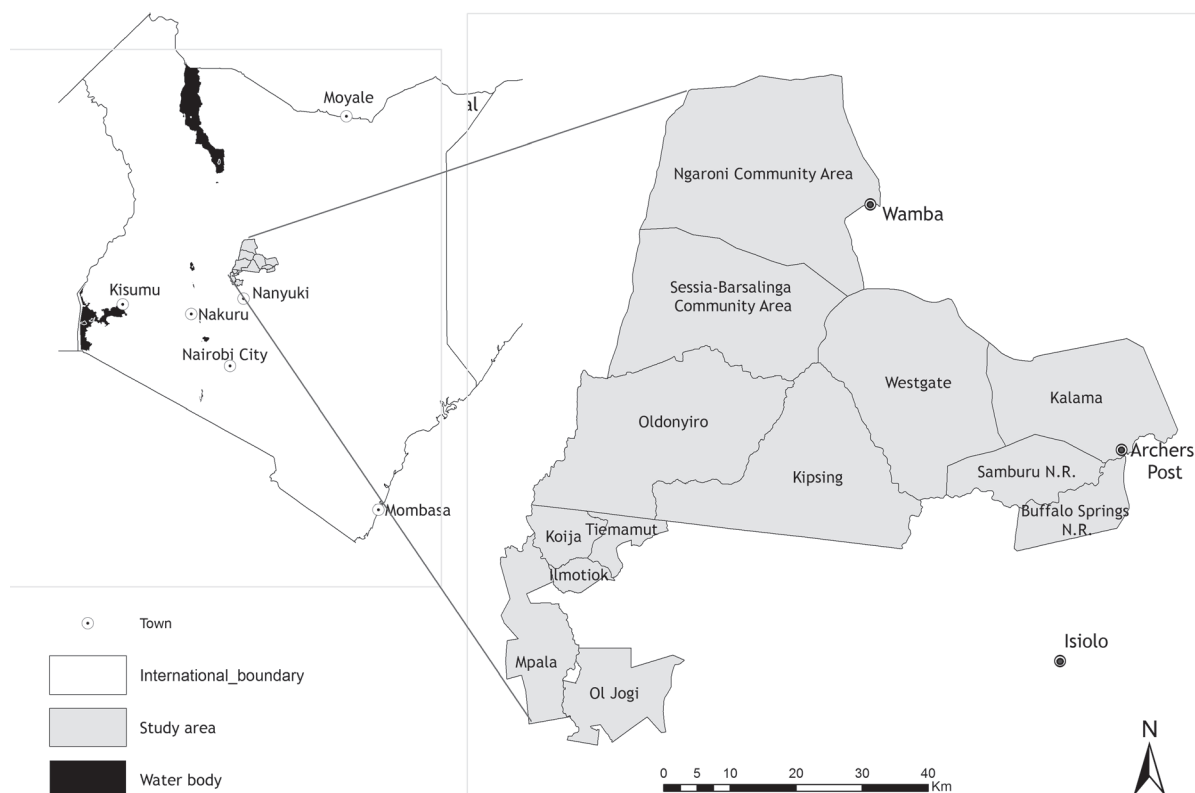 Moyale
al
Kisumu
Nanyuki
Nakuru
Nairobi City
Mombasa
Town
International_boundary
Study area
Water body
Ngaroni Community Area
Wamba
Sessia-Barsalinga
Community Area
Westgate
Kalama
Oldonyiro
Archers
Post
Samburu N.R.
Kipsing
Buffalo Springs
N.R.
Koija
Tiemamut
Ilmotiok
Isiolo
Mpala
Ol Jogi
N
0 5 10 20 30 40
Km